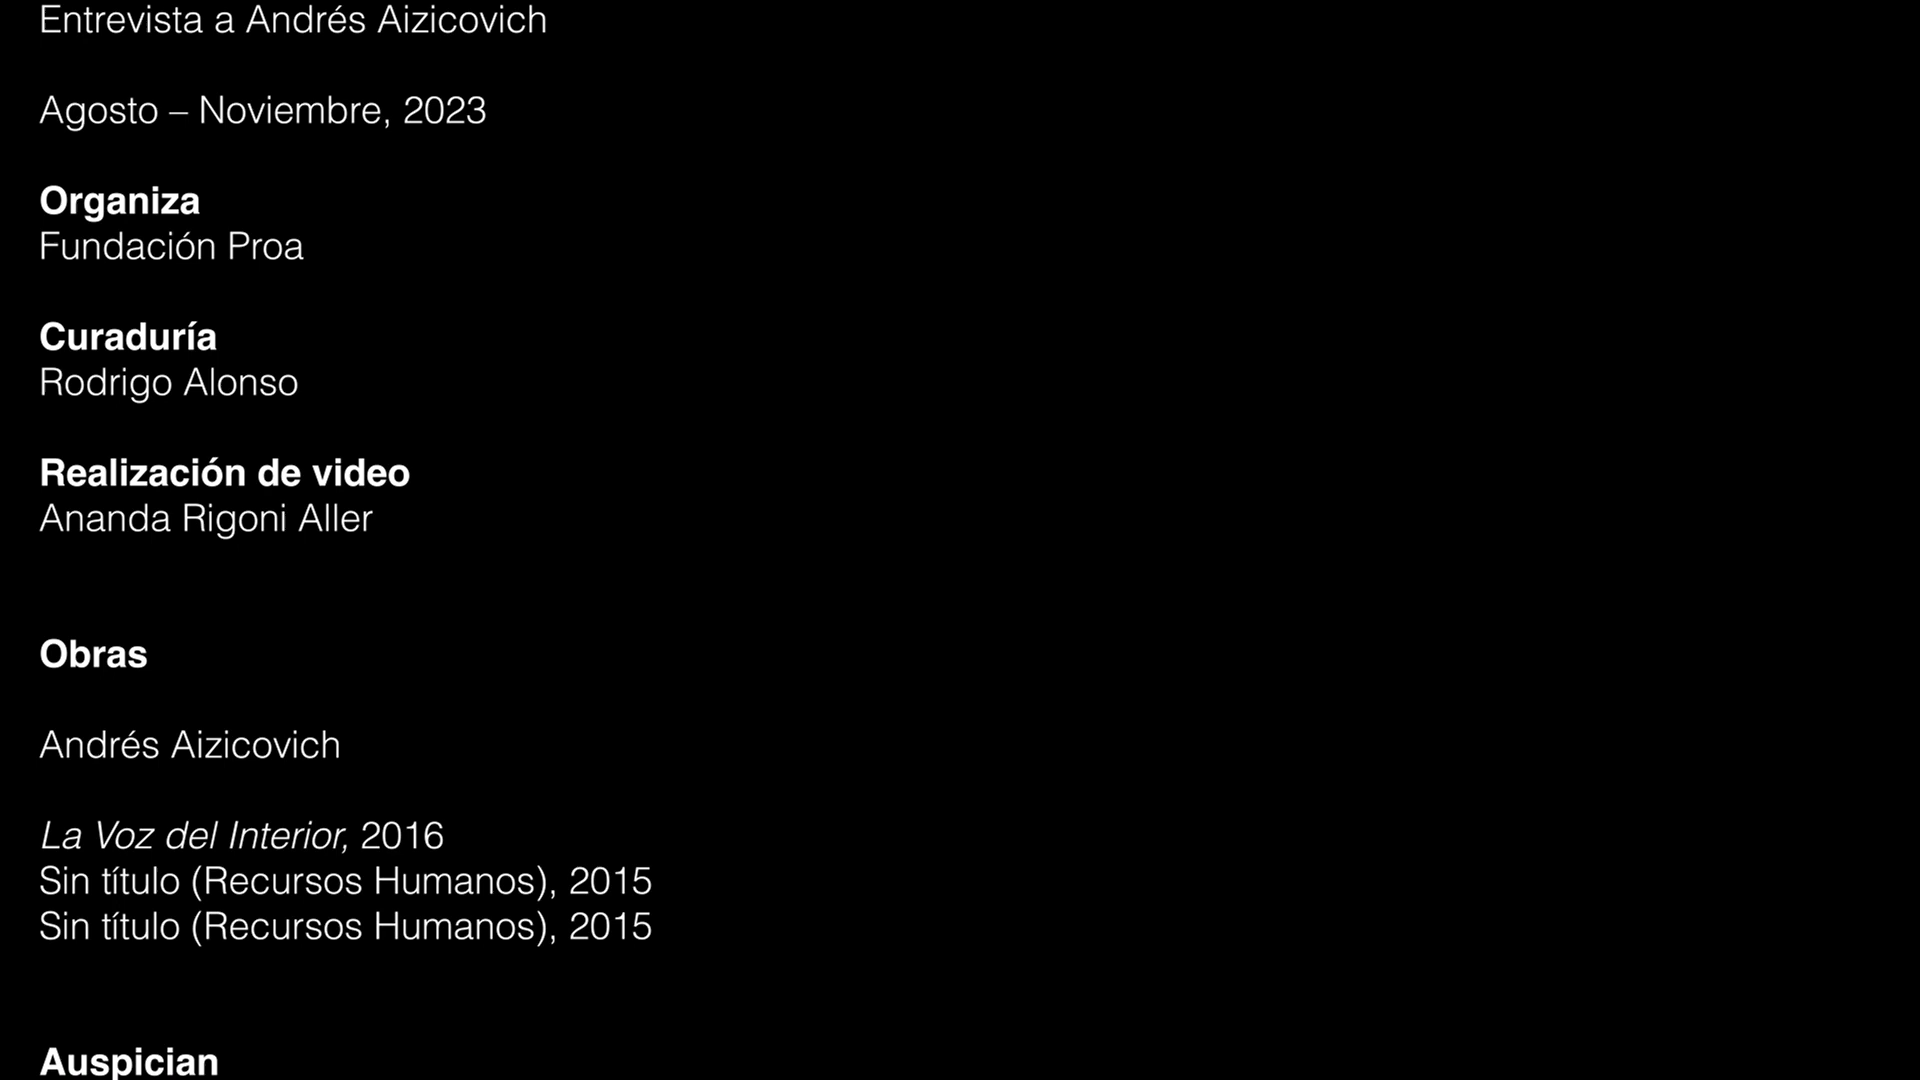 Entrevista a Andrés Aizicovich
Agosto – Noviembre, 2023
Organiza
Fundación Proa
Curaduría
Rodrigo Alonso
Realización de video
Ananda Rigoni Aller
Obras
Andrés Aizicovich
La Voz del Interior, 2016
Sin título (Recursos Humanos), 2015
Sin título (Recursos Humanos), 2015
Auspician